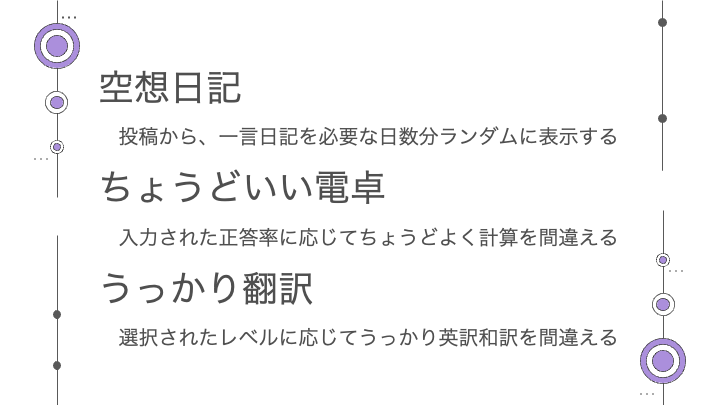 空想日記
投稿から、一言日記を必要な日数分ランダムに表示する
ちょうどいい電卓
入力された正答率に応じてちょうどよく計算を間違える
うっかり翻訳
選択されたレベルに応じてうっかり英訳和訳を間違える